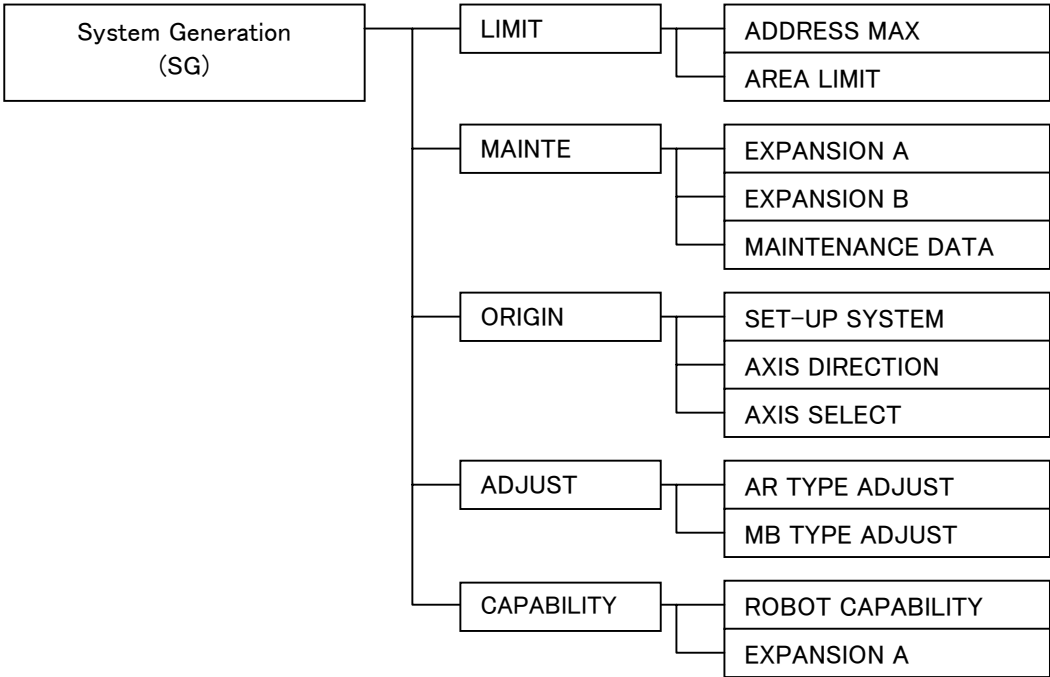 System Generation
(SG)
LIMIT
ADDRESS MAX
AREA LIMIT
MAINTE
EXPANSION A
EXPANSION B
MAINTENANCE DATA
ORIGIN
SET-UP SYSTEM
AXIS DIRECTION
AXIS SELECT
ADJUST
AR TYPE ADJUST
MB TYPE ADJUST
CAPABILITY
ROBOT CAPABILITY
EXPANSION A